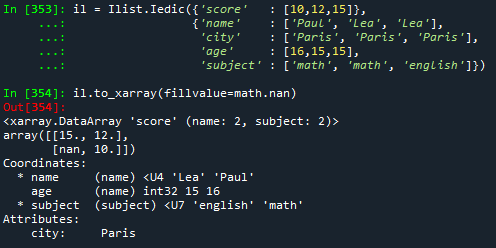 In [353]: il = Ilist.Iedic({'score'   : [10,12,15]},
     ...:                  {'name'    : ['Paul', 'Lea', 'Lea'],
     ...:                   'city'    : ['Paris', 'Paris', 'Paris'],
     ...:                   'age'     : [16,15,15],
     ...:                   'subject' : ['math', 'math', 'english']})
In [354]: il.to_xarray(fillvalue=math.nan)
Out[354]:
<xarray.DataArray 'score' (name: 2, subject: 2)>
array([[15., 12.],
       [nan, 10.]])
Coordinates:
  * name     (name) <U4 'Lea' 'Paul'
    age      (name) int32 15 16
  * subject  (subject) <U7 'english' 'math'
Attributes:
    city:     Paris